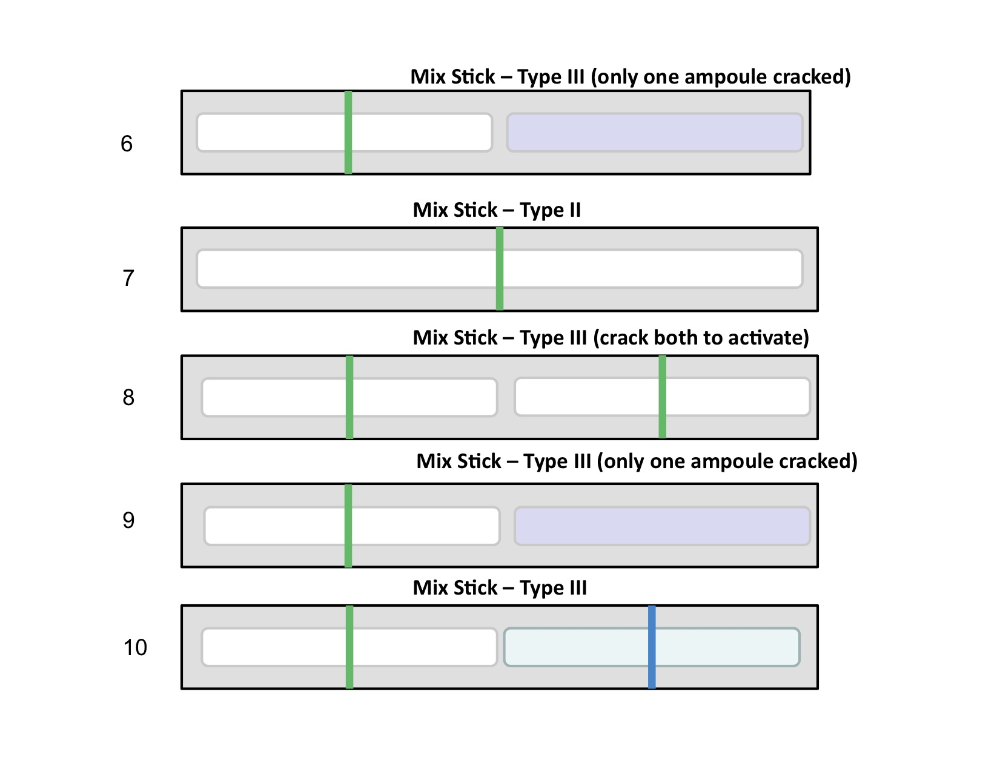 Mix Stick – Type III (only one ampoule cracked)
6
Mix Stick – Type II
7
Mix Stick – Type III (crack both to activate)
8
Mix Stick – Type III (only one ampoule cracked)
9
Mix Stick – Type III
10